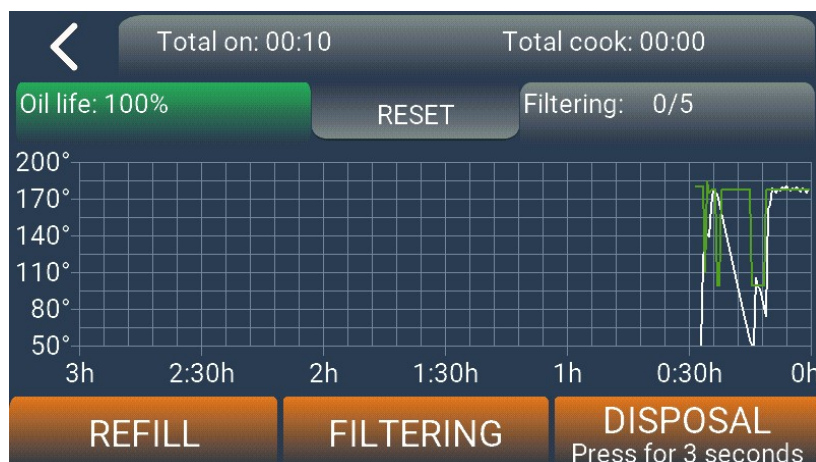 Total on: 00:10 Total cook: 00:00
Oil life: 100% RESET Filtering: 0/5
200°
170°
140°
110°
80°
50°
3h 2:30h 2h 1:30h 1h 0:30h 0h
REFILL FILTERING DISPOSAL
Press for 3 seconds